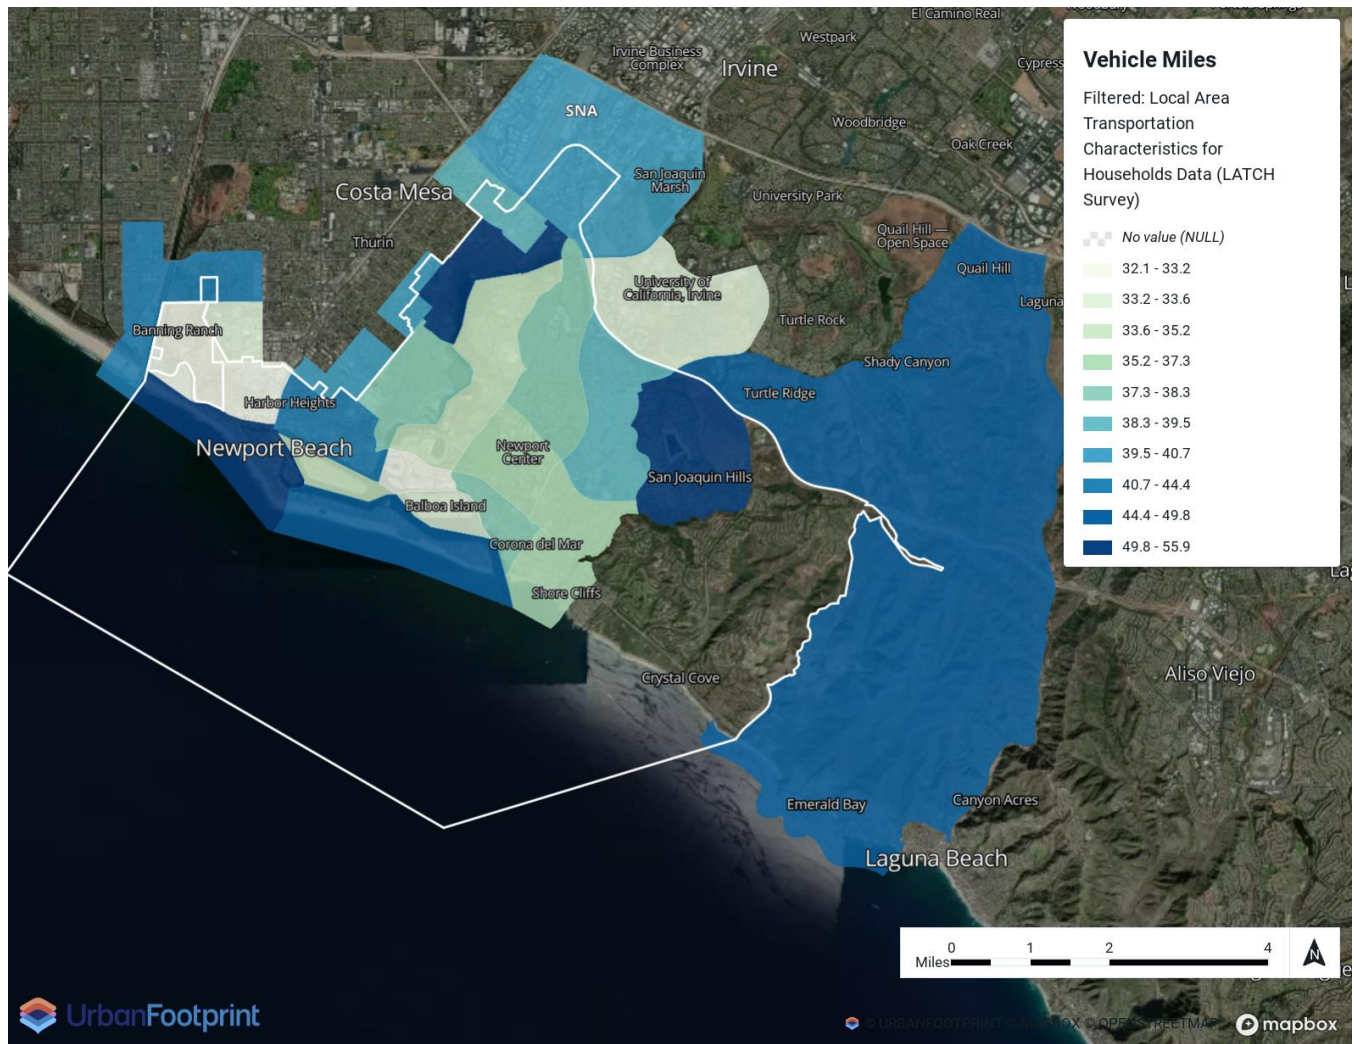 El Camino Real
Westpark
Irvine Business
Complex
Irvine
Cypress
SNA
Woodbridge
Oak Creek
San Joaquin
Marsh
Costa Mesa
University Park
Quail Hill —
Open Space
Thurin
Quail Hill
University of
California, Irvine
Laguna
Turtle Rock
Banning Ranch
Shady Canyon
Turtle Ridge
Harbor Heights
Newport Beach
Newport
Center
San Joaquin Hills
Balboa Island
Corona del Mar
Shore Cliffs
Crystal Cove
Aliso Viejo
Emerald Bay
Canyon Acres
Laguna Beach
Vehicle Miles
Filtered: Local Area
Transportation
Characteristics for
Households Data (LATCH
Survey)
No value (NULL)
32.1 - 33.2
33.2 - 33.6
33.6 - 35.2
35.2 - 37.3
37.3 - 38.3
38.3 - 39.5
39.5 - 40.7
40.7 - 44.4
44.4 - 49.8
49.8 - 55.9
0 1 2 4
Miles
N
UrbanFootprint
© URBANFOOTPRINT © MAPBOX © OPENSTREETMAP
mapbox